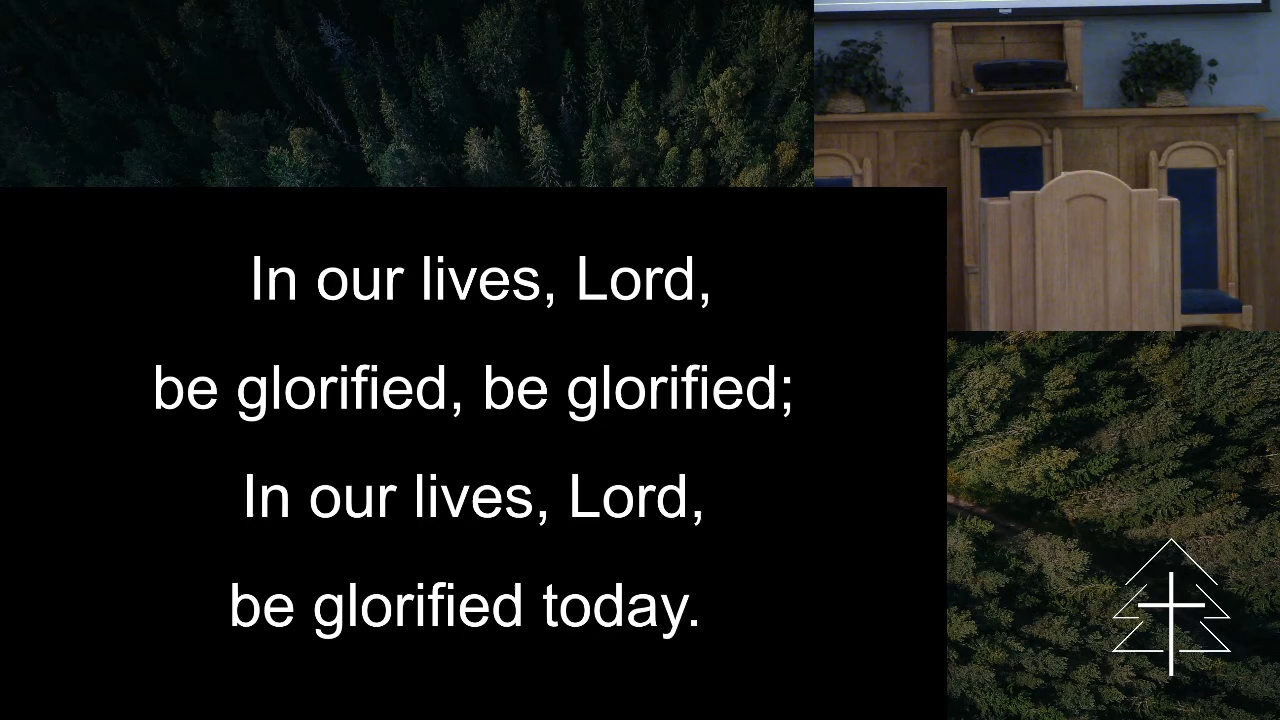 In our lives, Lord,
be glorified, be glorified;
In our lives, Lord,
be glorified today.